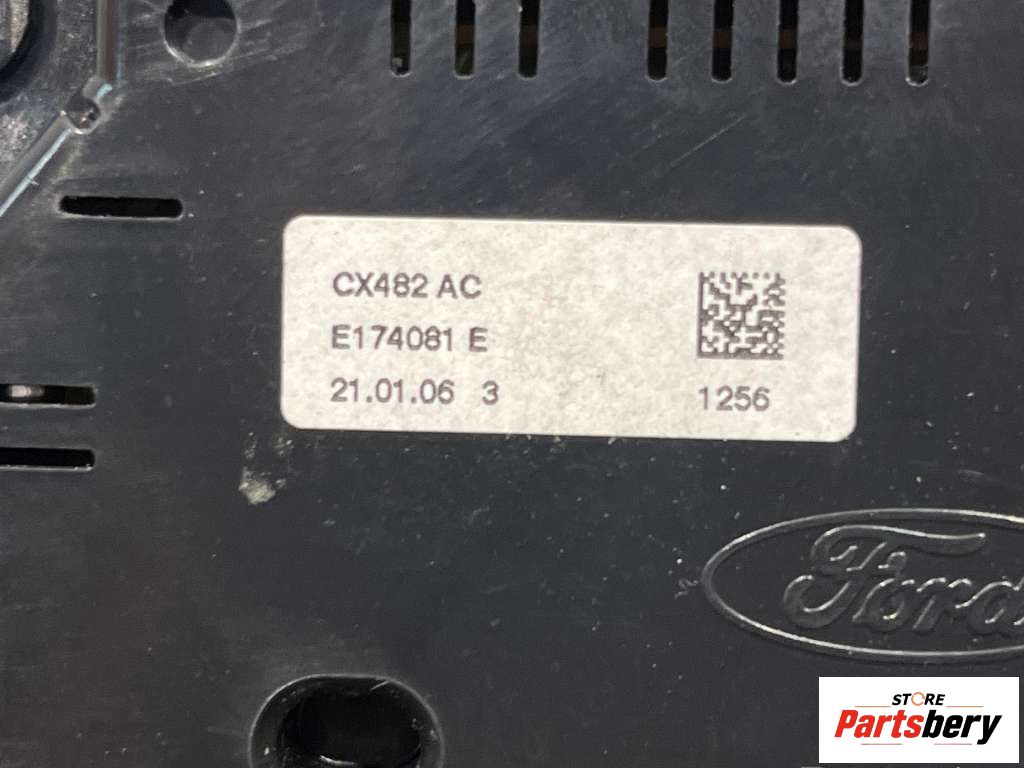 CX482 AC
E174081 E
21.01.06 3
1256
Ford
STORE
Partsbery